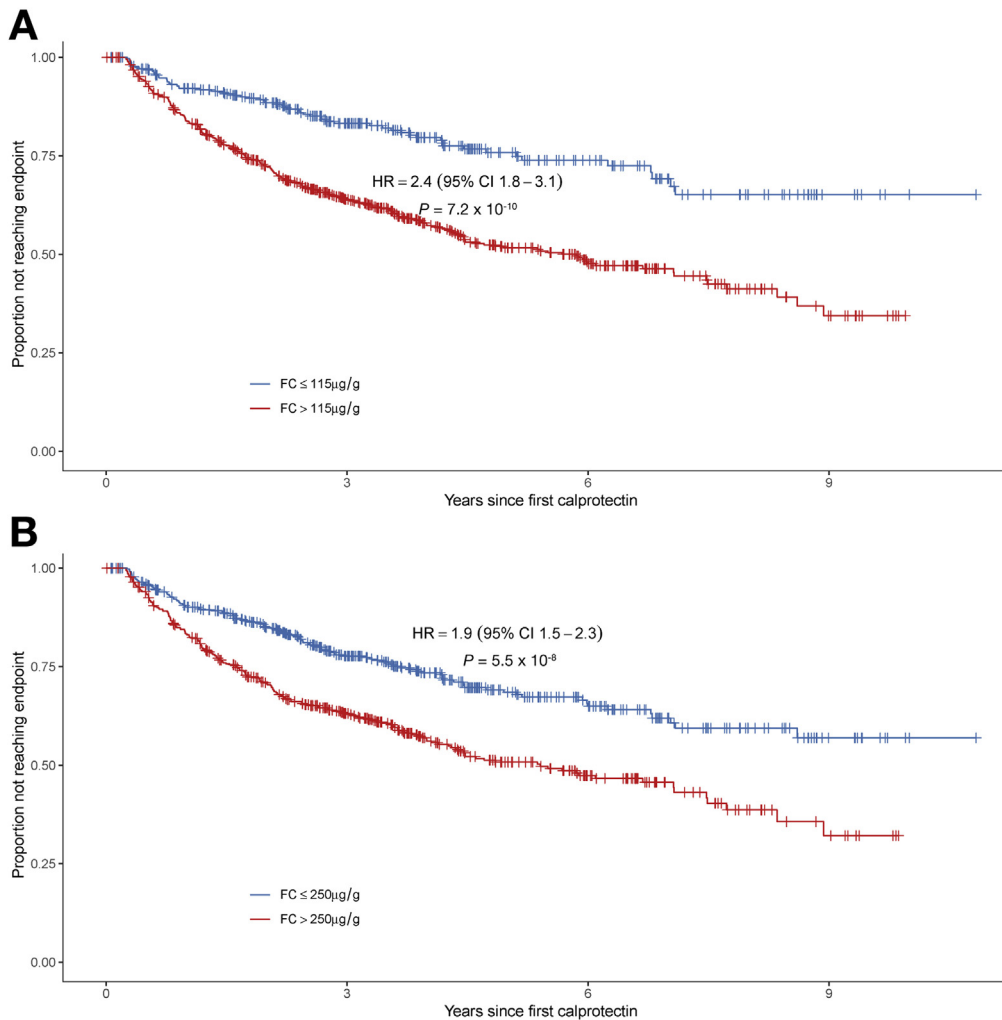 A
1.00
0.75
0.50
0.25
0.00
Proportion not reaching endpoint
HR = 2.4 (95% CI 1.8 – 3.1)
P = 7.2 x 10-10
FC ≤ 115µg/g
FC > 115µg/g
0 3 6 9
Years since first calprotectin
B
1.00
0.75
0.50
0.25
0.00
Proportion not reaching endpoint
HR = 1.9 (95% CI 1.5 – 2.3)
P = 5.5 x 10-8
FC ≤ 250µg/g
FC > 250µg/g
0 3 6 9
Years since first calprotectin